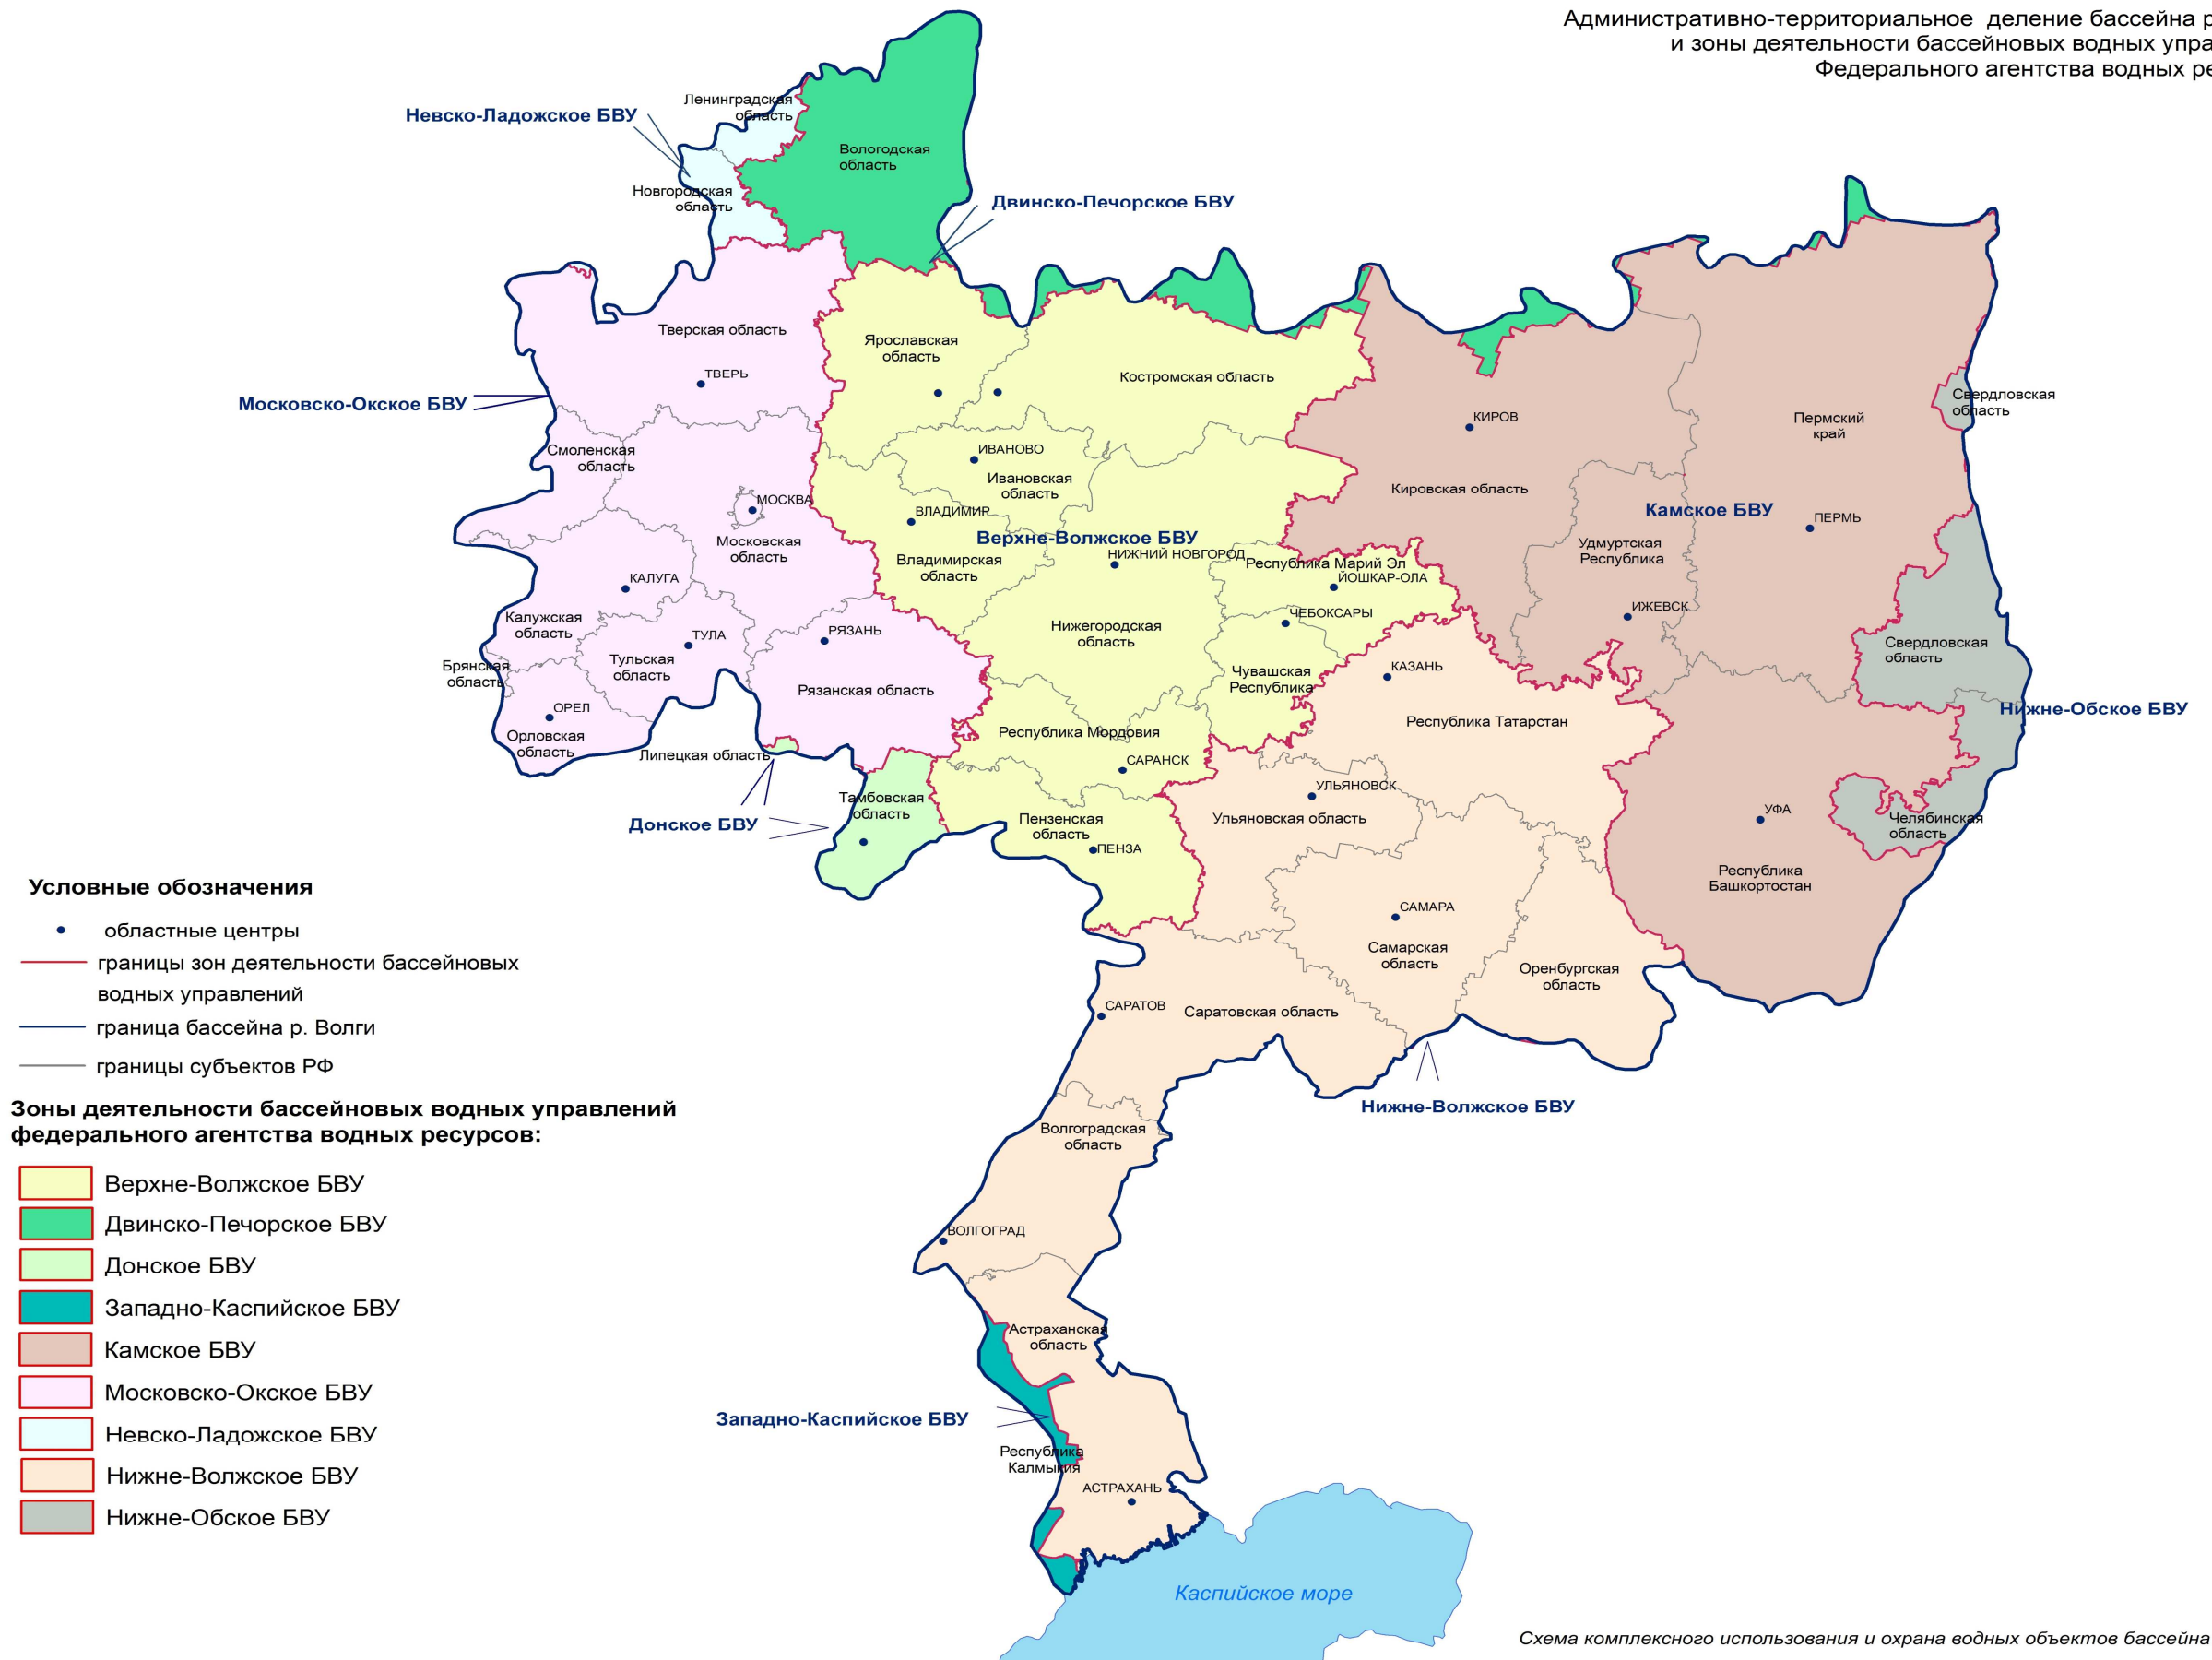 Административно-территориальное деление бассейна р
и зоны деятельности бассейновых водных упра
Федерального агентства водных ре
Ленинградская
область
Невско-Ладожское БВУ
Вологодская
область
Новгородская
область
Двинско-Печорское БВУ
Тверская область
ТВЕРЬ
Ярославская
область
Костромская область
Московско-Окское БВУ
Свердловская
область
КИРОВ
Пермский
край
Смоленская
область
ИВАНОВО
Ивановская
область
Кировская область
МОСКВА
ВЛАДИМИР
Камское БВУ
ПЕРМЬ
Московская
область
Верхне-Волжское БВУ
НИЖНИЙ НОВГОРОД
Владимирская
область
Республика Марий Эл
ЙОШКАР-ОЛА
Удмуртская
Республика
КАЛУГА
Калужская
область
ЧЕБОКСАРЫ
ИЖЕВСК
ТУЛА
РЯЗАНЬ
Нижегородская
область
Свердловская
область
Брянская
область
Тульская
область
Рязанская область
Чувашская
Республика
КАЗАНЬ
ОРЕЛ
Орловская
область
Республика Татарстан
Нижне-Обское БВУ
Липецкая область
Республика Мордовия
САРАНСК
УЛЬЯНОВСК
Тамбовская
область
Донское БВУ
Пензенская
область
ПЕНЗА
Ульяновская область
УФА
Челябинская
область
Республика
Башкортостан
САМАРА
Самарская
область
Оренбургская
область
САРАТОВ
Саратовская область
Нижне-Волжское БВУ
Волгоградская
область
ВОЛГОГРАД
Астраханская
область
Западно-Каспийское БВУ
Республика
Калмыкия
АСТРАХАНЬ
Каспийское море
Условные обозначения
областные центры
границы зон деятельности бассейновых
водных управлений
граница бассейна р. Волги
границы субъектов РФ
Зоны деятельности бассейновых водных управлений
федерального агентства водных ресурсов:
Верхне-Волжское БВУ
Двинско-Печорское БВУ
Донское БВУ
Западно-Каспийское БВУ
Камское БВУ
Московско-Окское БВУ
Невско-Ладожское БВУ
Нижне-Волжское БВУ
Нижне-Обское БВУ
Схема комплексного использования и охрана водных объектов бассейна